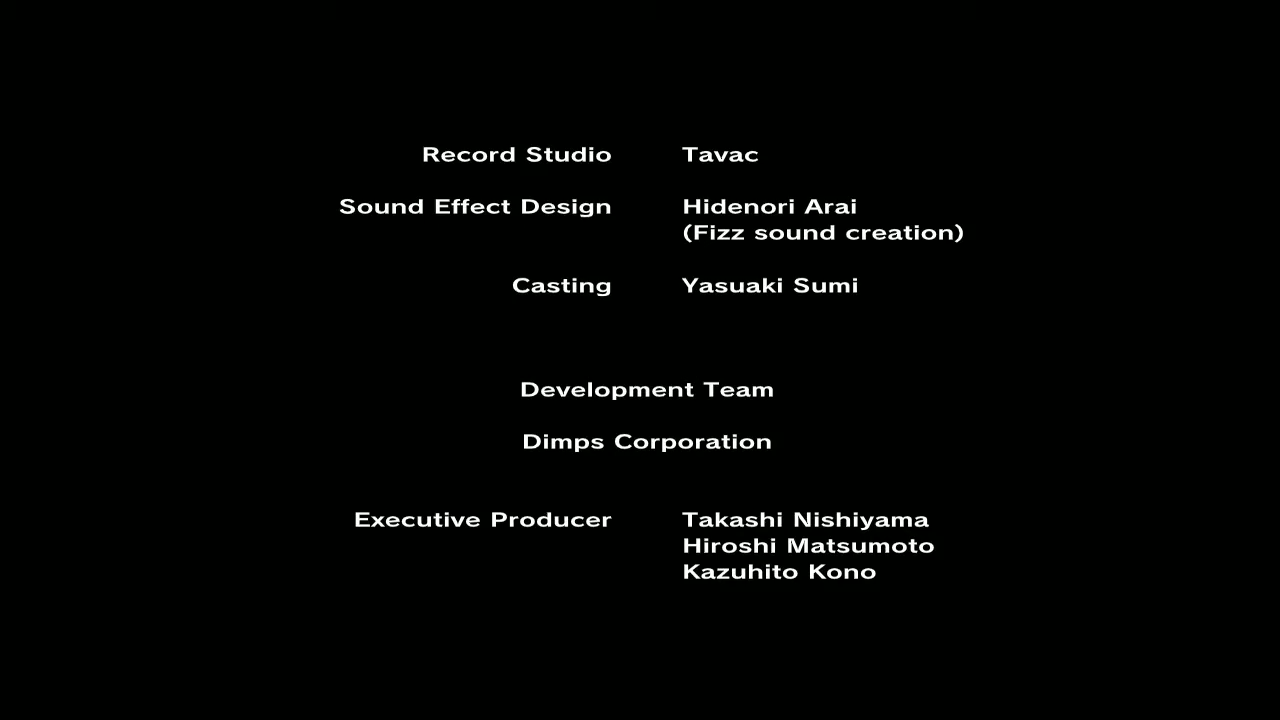 Record Studio Tavac
Sound Effect Design Hidenori Arai
(Fizz sound creation)
Casting Yasuaki Sumi
Development Team
Dimps Corporation
Executive Producer Takashi Nishiyama
Hiroshi Matsumoto
Kazuhito Kono